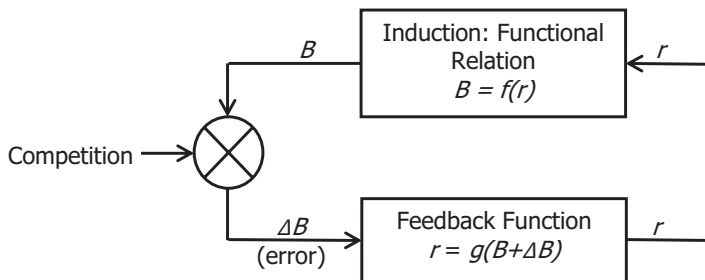 Induction: Functional
Relation
B = f(r)
B
r
Competition
ΔB
(error)
Feedback Function
r = g(B+ΔB)
r